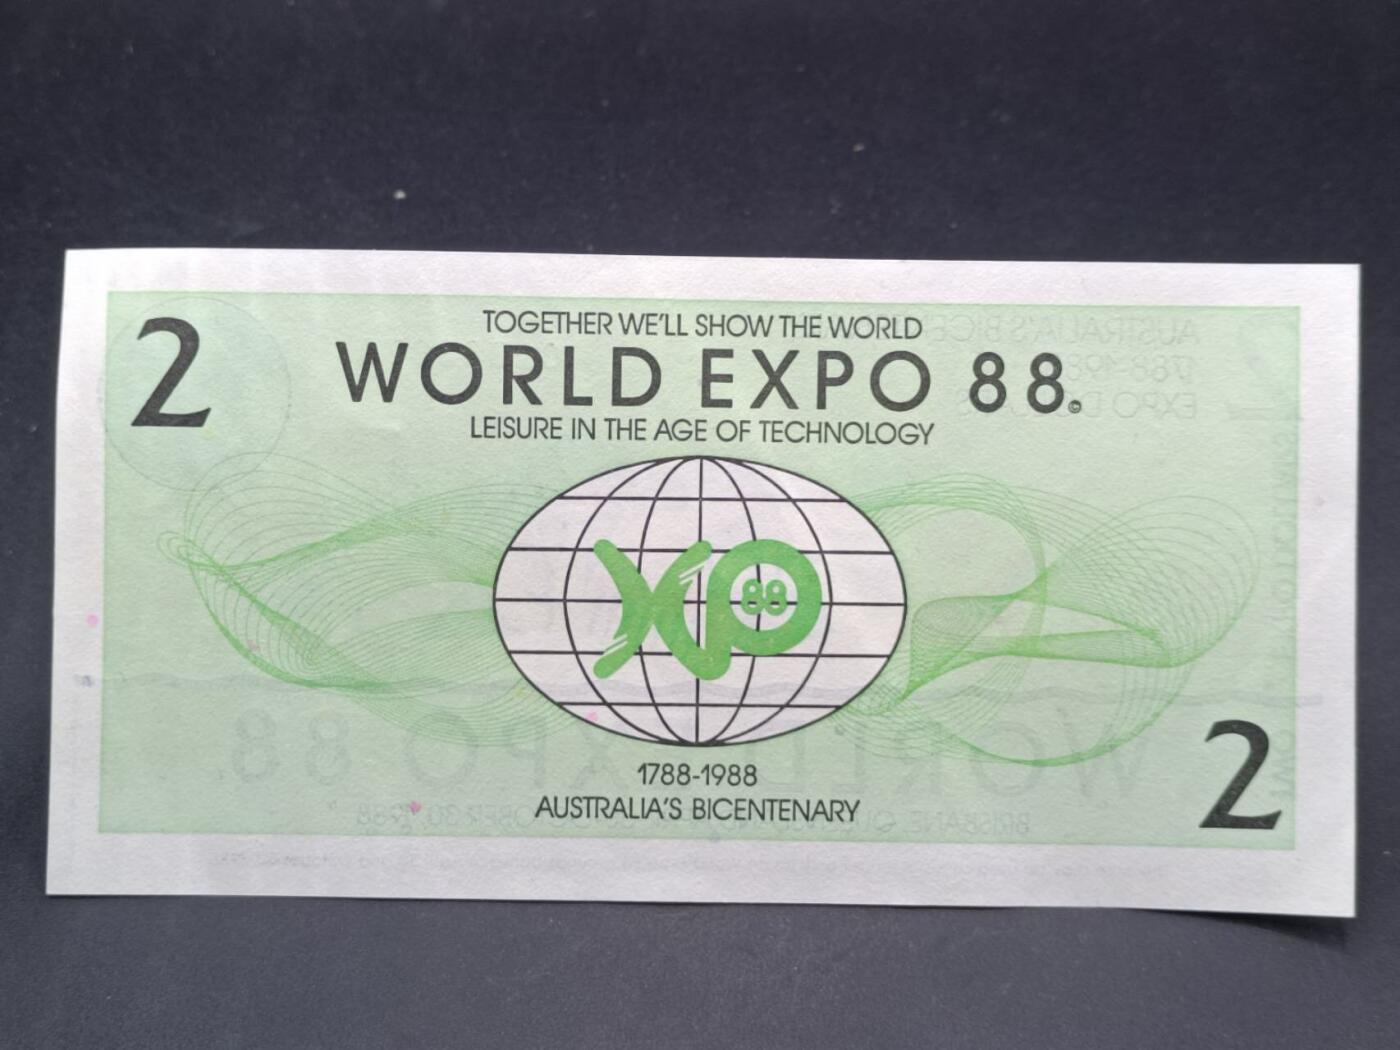 2
TOGETHER WE'LL SHOW THE WORLD
WORLD EXPO 88.©
LEISURE IN THE AGE OF TECHNOLOGY
XPO
88
1788-1988
AUSTRALIA'S BICENTENARY
2